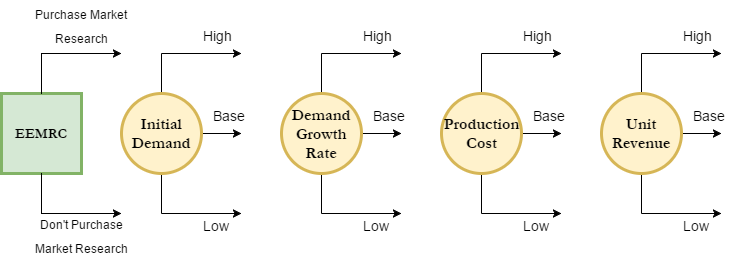 Purchase Market
Research
EEMRC
Don't Purchase
Market Research
High
Initial
Demand
Base
Low
High
Demand
Growth
Rate
Base
Low
High
Production
Cost
Base
Low
High
Unit
Revenue
Base
Low